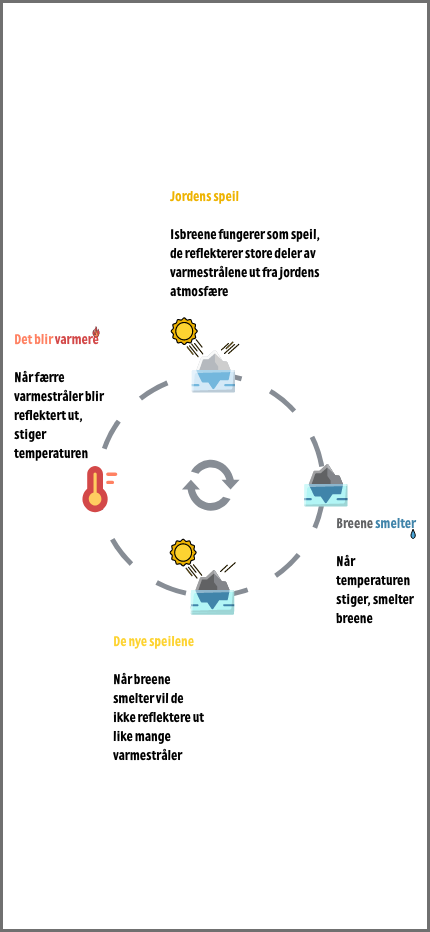 Jordens speil
Isbreene fungerer som speil,
de reflekterer store deler av
varmestrålene ut fra jordens
atmosfære
Det blir varmere
Når færre
varmestråler blir
reflektert ut,
stiger
temperaturen
Breene smelter
Når
temperaturen
stiger, smelter
breene
De nye speilene
Når breene
smelter vil de
ikke reflektere ut
like mange
varmestråler